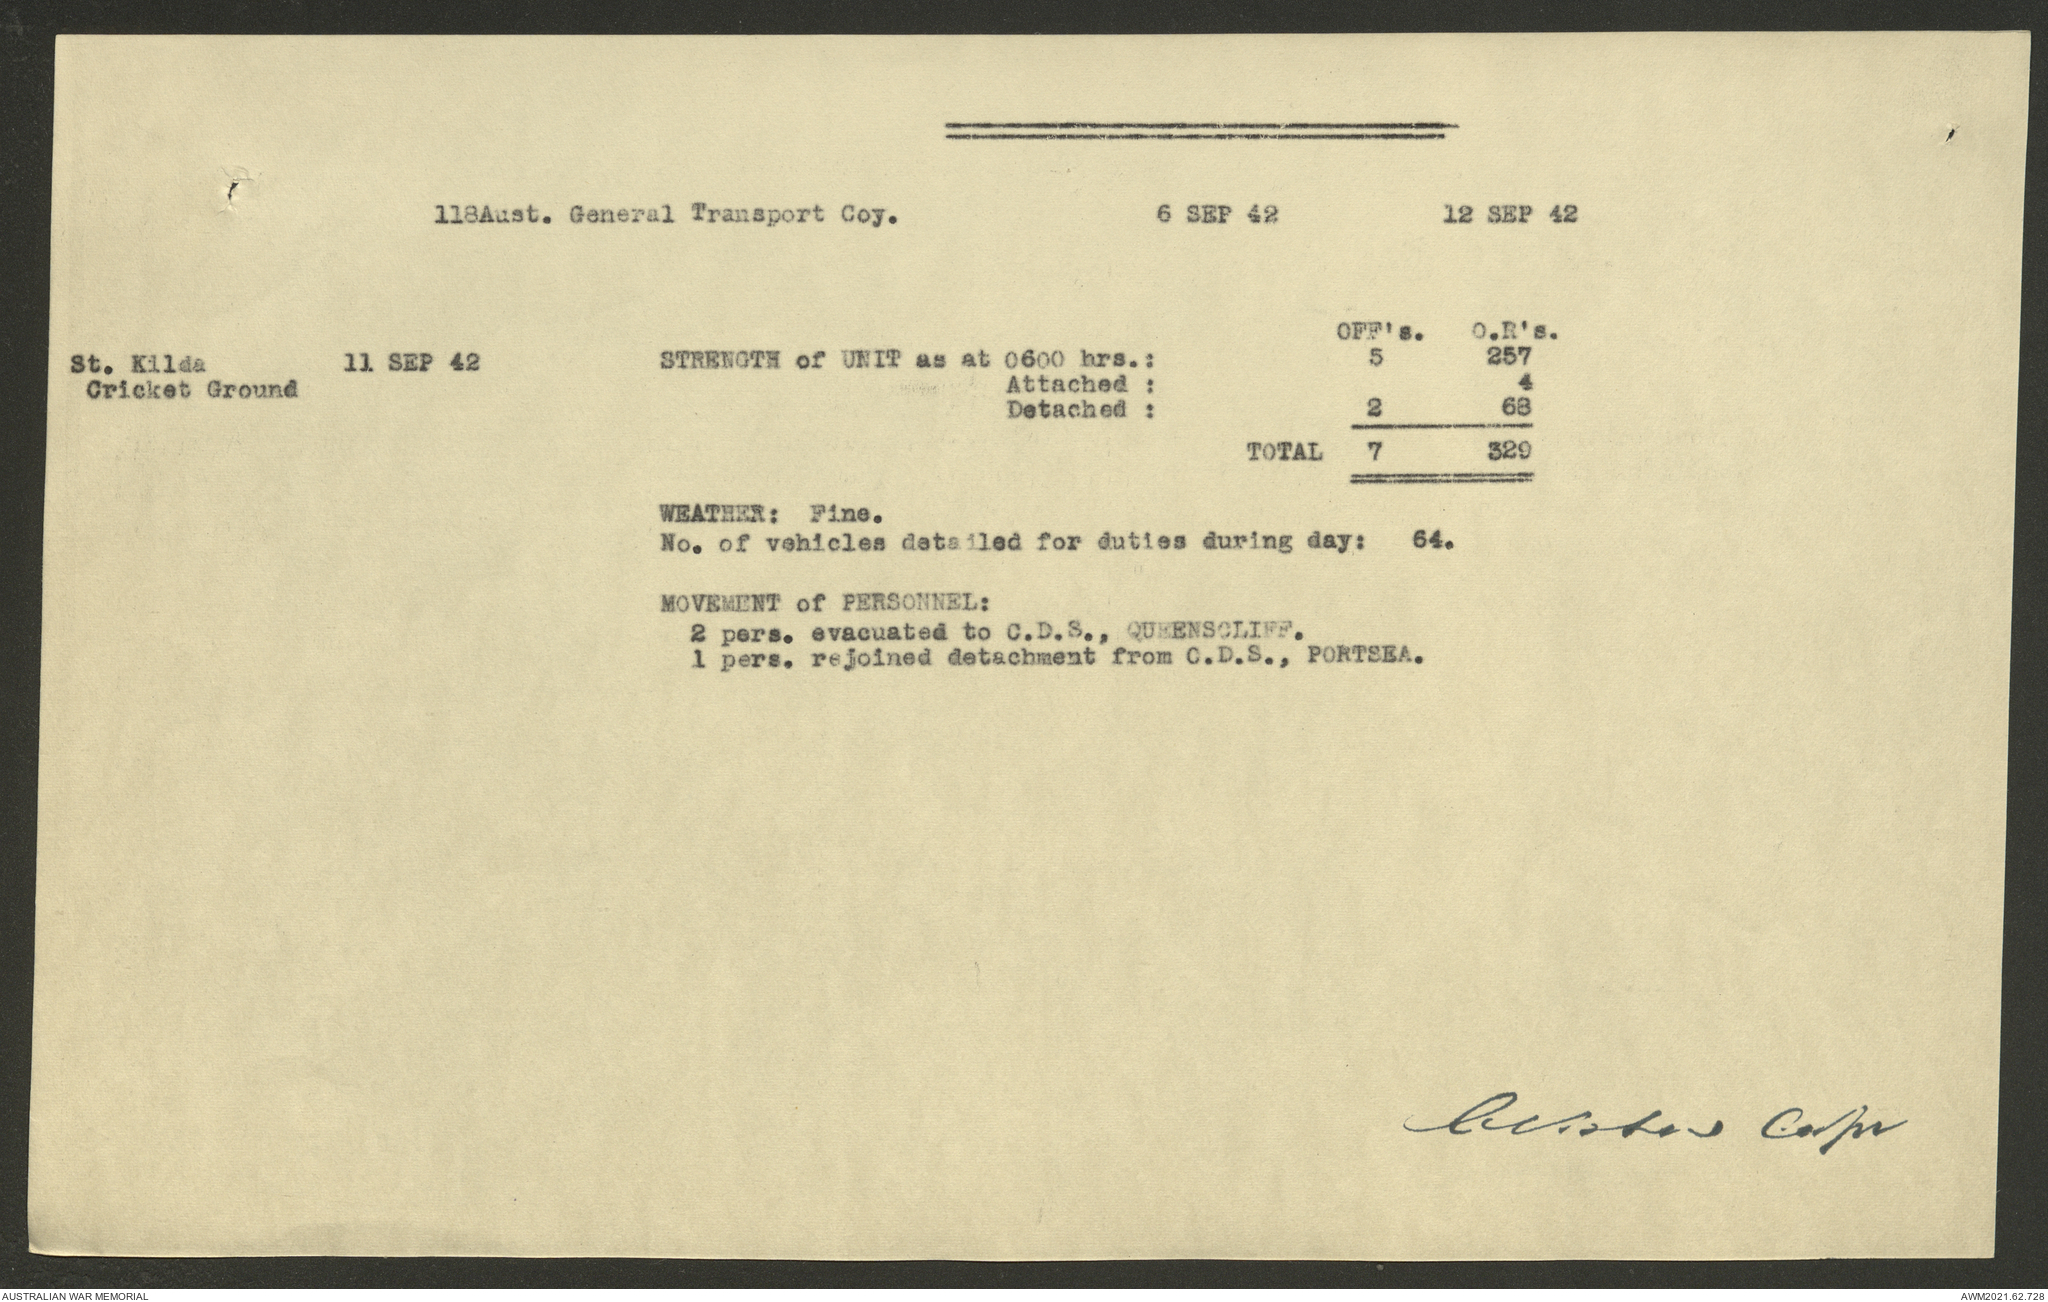 118Aust. General Transport Coy. 6 SEP 42 12 SEP 42
OFF's. O.R's.
St. Kilda 11 SEP 42 STRENGTH of UNIT as at 0600 hrs.: 5 257
Cricket Ground Attached : 4
Detached : 2 68
TOTAL 7 329
WEATHER: Fine.
No. of vehicles detailed for duties during day: 64.
MOVEMENT of PERSONNEL:
2 pers. evacuated to C.D.S., QUEENSCLIFF.
1 pers. rejoined detachment from C.D.S., PORTSEA.
AUSTRALIAN WAR MEMORIAL AWM2021.62.728